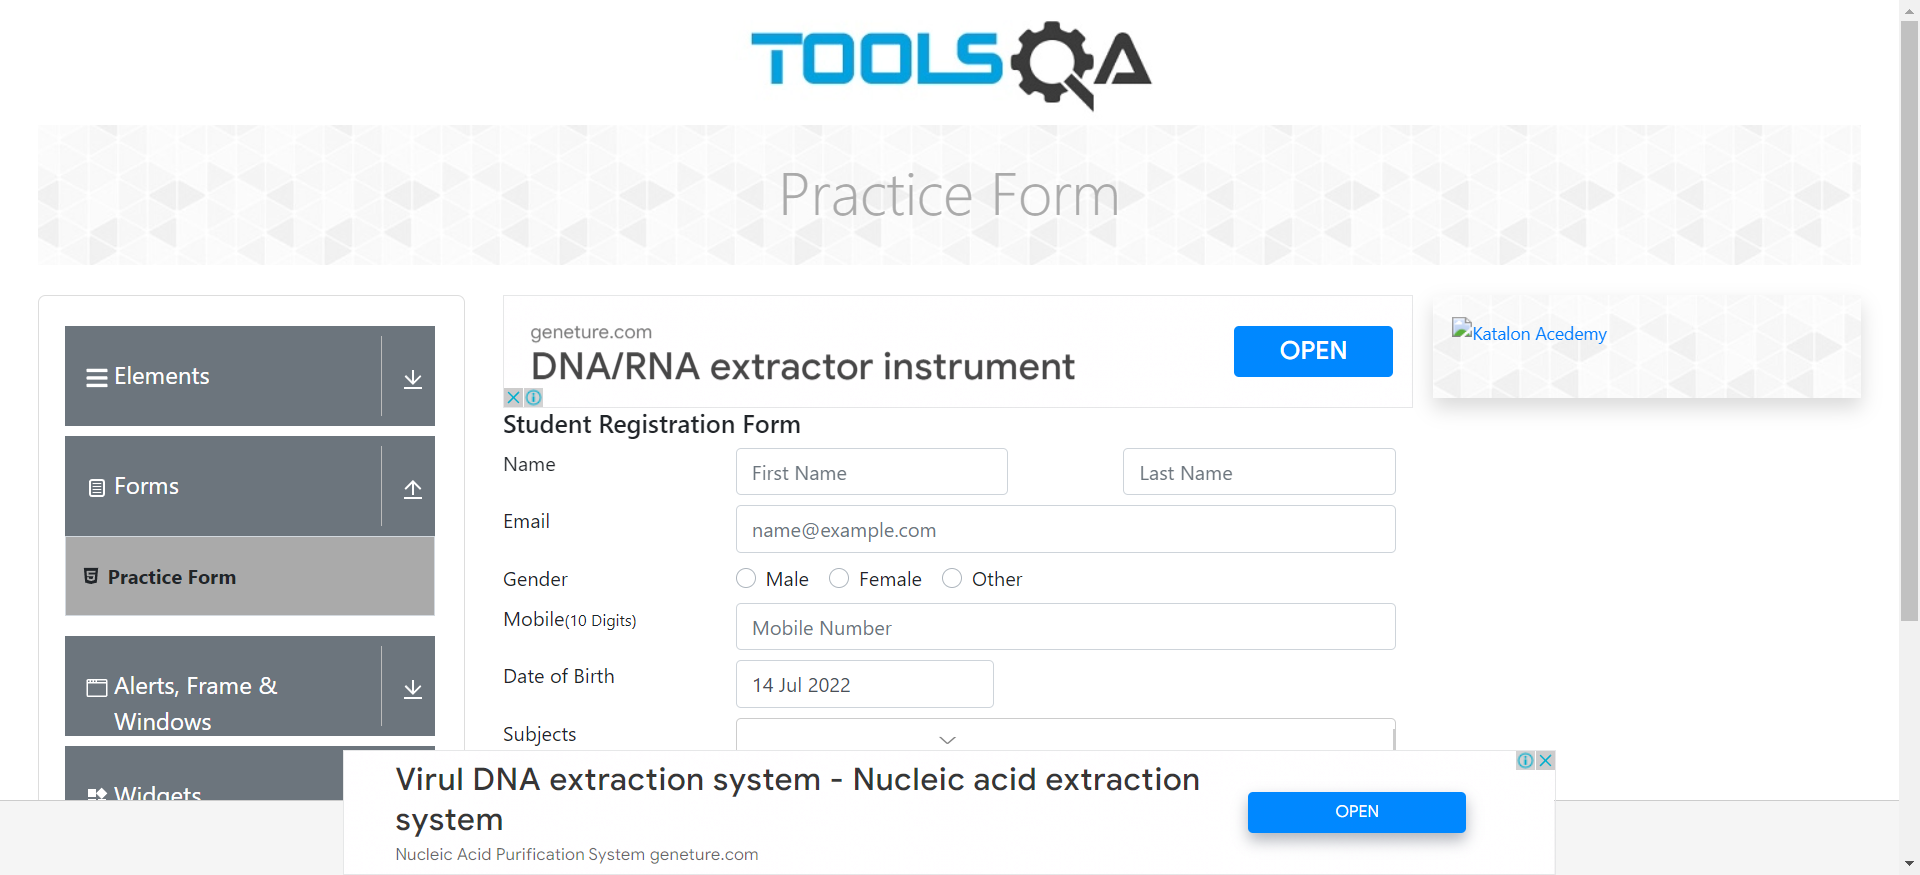 TOOLSQA
Practice Form
Elements
Forms
Practice Form
Alerts, Frame &
Windows
Widgets
geneture.com
DNA/RNA extractor instrument
OPEN
Katalon Acedemy
Student Registration Form
Name
First Name
Last Name
Email
name@example.com
Gender
Male
Female
Other
Mobile(10 Digits)
Mobile Number
Date of Birth
14 Jul 2022
Subjects
Virul DNA extraction system - Nucleic acid extraction
system
Nucleic Acid Purification System geneture.com
OPEN